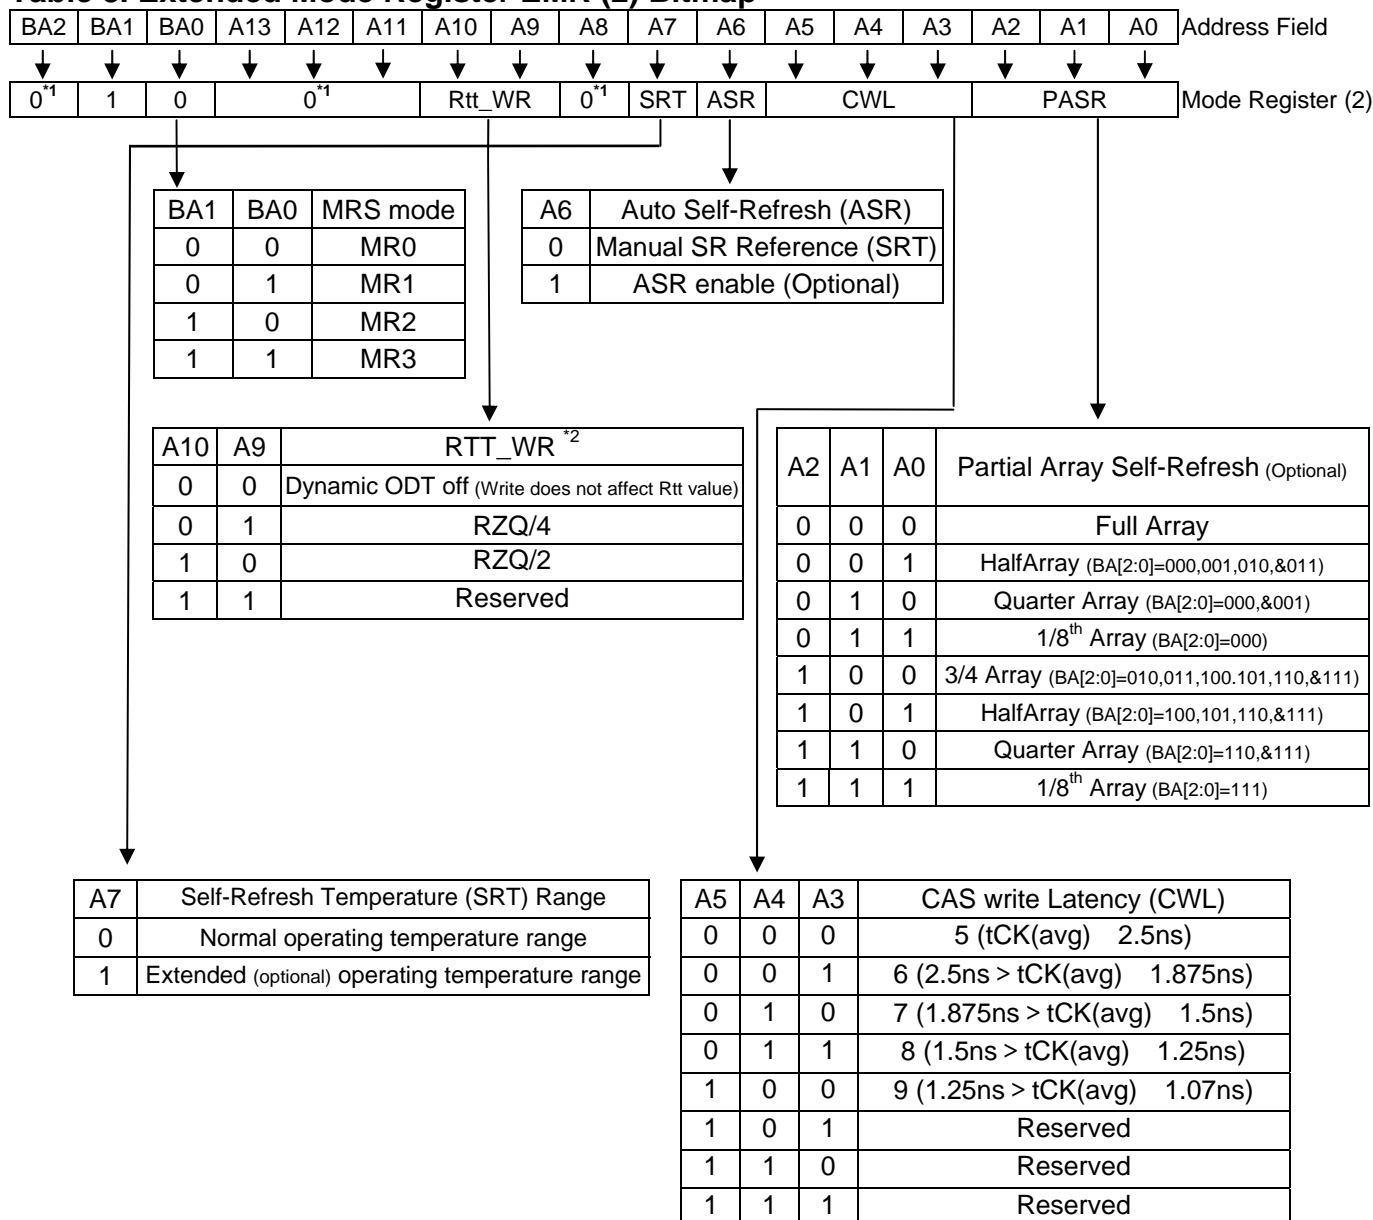 Table 8. Extended Mode Register EMR (2) Bitmap
BA2 BA1 BA0 A13 A12 A11 A10 A9 A8 A7 A6 A5 A4 A3 A2 A1 A0 Address Field
0*1 1 0 0*1 Rtt_WR 0*1 SRT ASR CWL PASR Mode Register (2)
BA1 BA0 MRS mode
0 0 MR0
0 1 MR1
1 0 MR2
1 1 MR3
A6 Auto Self-Refresh (ASR)
0 Manual SR Reference (SRT)
1 ASR enable (Optional)
A10 A9 RTT_WR *2
0 0 Dynamic ODT off (Write does not affect Rtt value)
0 1 RZQ/4
1 0 RZQ/2
1 1 Reserved
A2 A1 A0 Partial Array Self-Refresh (Optional)
0 0 0 Full Array
0 0 1 HalfArray (BA[2:0]=000,001,010,&011)
0 1 0 Quarter Array (BA[2:0]=000,&001)
0 1 1 1/8th Array (BA[2:0]=000)
1 0 0 3/4 Array (BA[2:0]=010,011,100.101,110,&111)
1 0 1 HalfArray (BA[2:0]=100,101,110,&111)
1 1 0 Quarter Array (BA[2:0]=110,&111)
1 1 1 1/8th Array (BA[2:0]=111)
A7 Self-Refresh Temperature (SRT) Range
0 Normal operating temperature range
1 Extended (optional) operating temperature range
A5 A4 A3 CAS write Latency (CWL)
0 0 0 5 (tCK(avg) 2.5ns)
0 0 1 6 (2.5ns > tCK(avg) 1.875ns)
0 1 0 7 (1.875ns > tCK(avg) 1.5ns)
0 1 1 8 (1.5ns > tCK(avg) 1.25ns)
1 0 0 9 (1.25ns > tCK(avg) 1.07ns)
1 0 1 Reserved
1 1 0 Reserved
1 1 1 Reserved